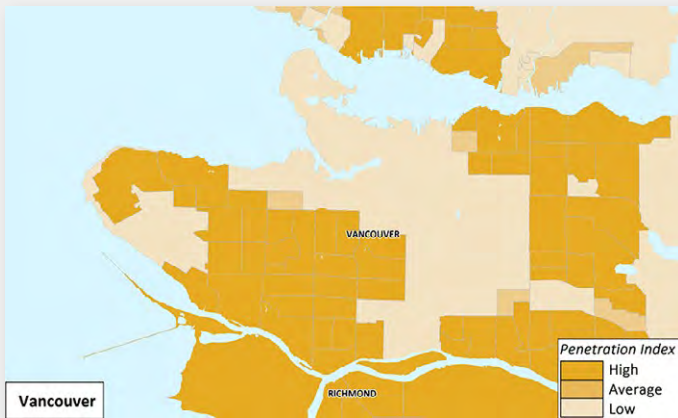 VANCOUVER
RICHMOND
Vancouver
Penetration Index
High
Average
Low